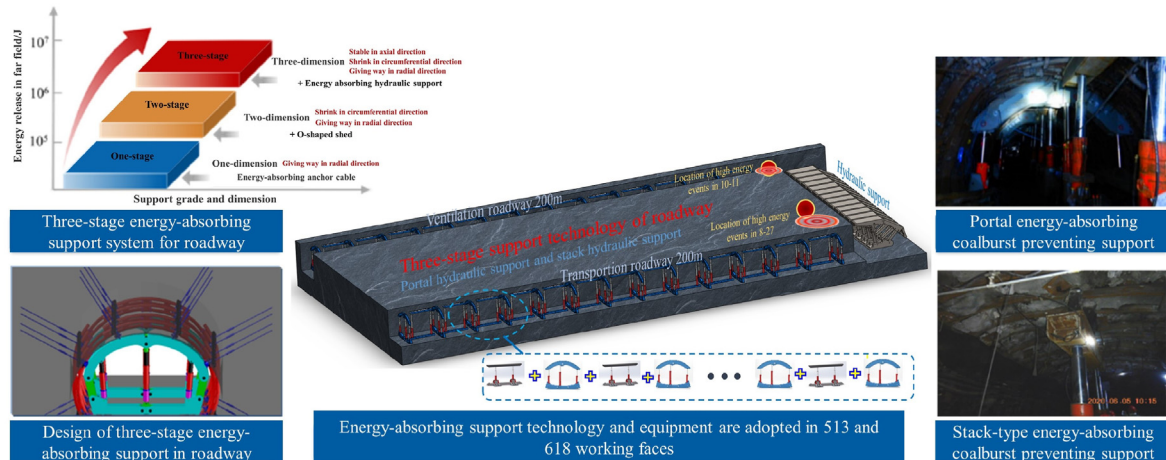 Energy release in far field/J
10⁷
10⁶
10⁵
Three-stage
Two-stage
One-stage
Three-dimension
Stable in axial direction
Shrink in circumferential direction
Giving way in radial direction
+ Energy absorbing hydraulic support
Two-dimension
Shrink in circumferential direction
Giving way in radial direction
+ O-shaped shed
One-dimension Giving way in radial direction
Energy-absorbing anchor cable
Support grade and dimension
Three-stage energy-absorbing
support system for roadway
Design of three-stage energy-
absorbing support in roadway
Ventilation roadway 200m
Location of high energy
events in 10-11
Hydraulic support
Three-stage support technology of roadway
Location of high energy
events in 8-27
Portal hydraulic support and stack hydraulic support
Transportation roadway 200m
Energy-absorbing support technology and equipment are adopted in 513 and
618 working faces
Portal energy-absorbing
coalburst preventing support
2020/06/05 10:15
Stack-type energy-absorbing
coalburst preventing support